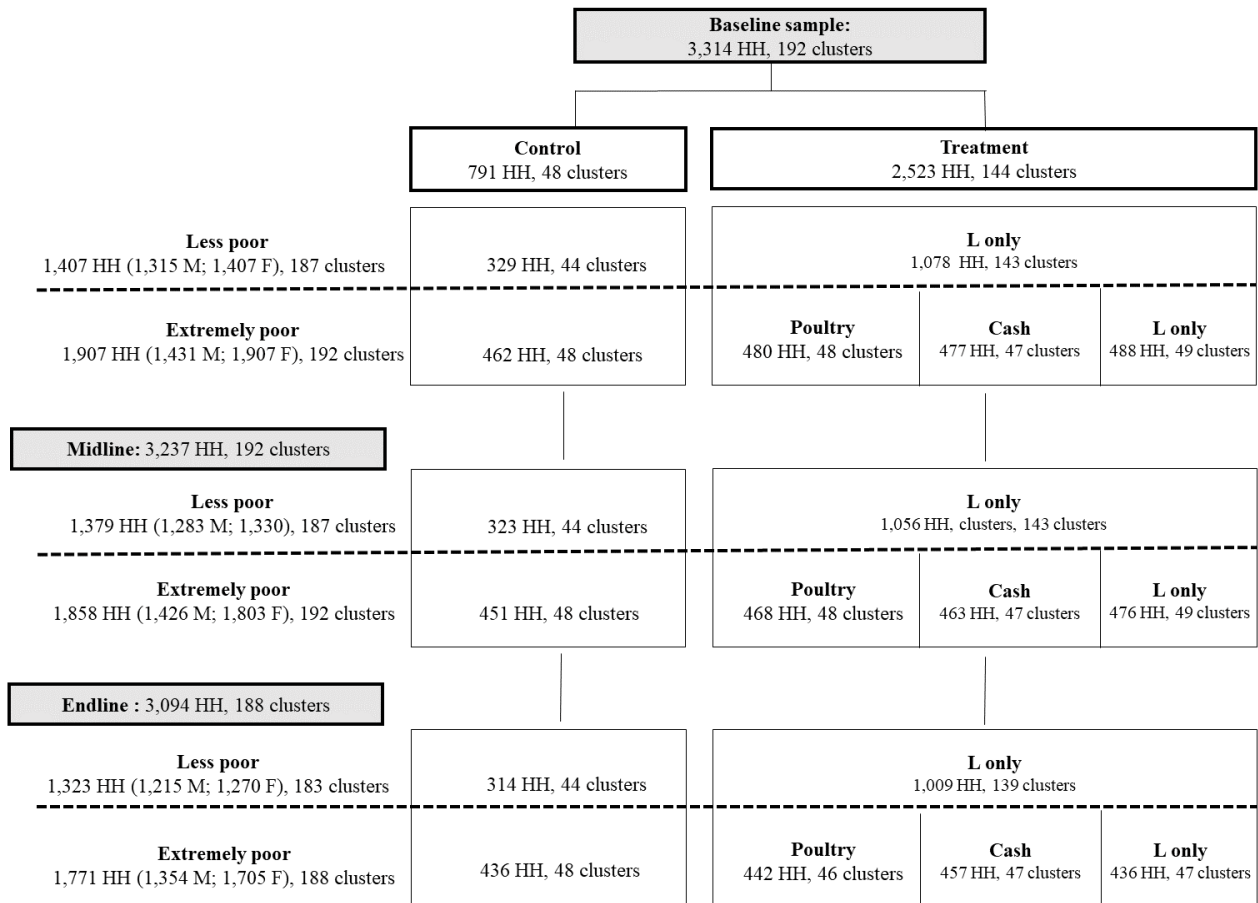 Baseline sample:
3,314 HH, 192 clusters
Control
791 HH, 48 clusters
Treatment
2,523 HH, 144 clusters
Less poor
1,407 HH (1,315 M; 1,407 F), 187 clusters
329 HH, 44 clusters
L only
1,078 HH, 143 clusters
Extremely poor
1,907 HH (1,431 M; 1,907 F), 192 clusters
462 HH, 48 clusters
Poultry
480 HH, 48 clusters
Cash
477 HH, 47 clusters
L only
488 HH, 49 clusters
Midline: 3,237 HH, 192 clusters
Less poor
1,379 HH (1,283 M; 1,330), 187 clusters
323 HH, 44 clusters
L only
1,056 HH, clusters, 143 clusters
Extremely poor
1,858 HH (1,426 M; 1,803 F), 192 clusters
451 HH, 48 clusters
Poultry
468 HH, 48 clusters
Cash
463 HH, 47 clusters
L only
476 HH, 49 clusters
Endline : 3,094 HH, 188 clusters
Less poor
1,323 HH (1,215 M; 1,270 F), 183 clusters
314 HH, 44 clusters
L only
1,009 HH, 139 clusters
Extremely poor
1,771 HH (1,354 M; 1,705 F), 188 clusters
436 HH, 48 clusters
Poultry
442 HH, 46 clusters
Cash
457 HH, 47 clusters
L only
436 HH, 47 clusters